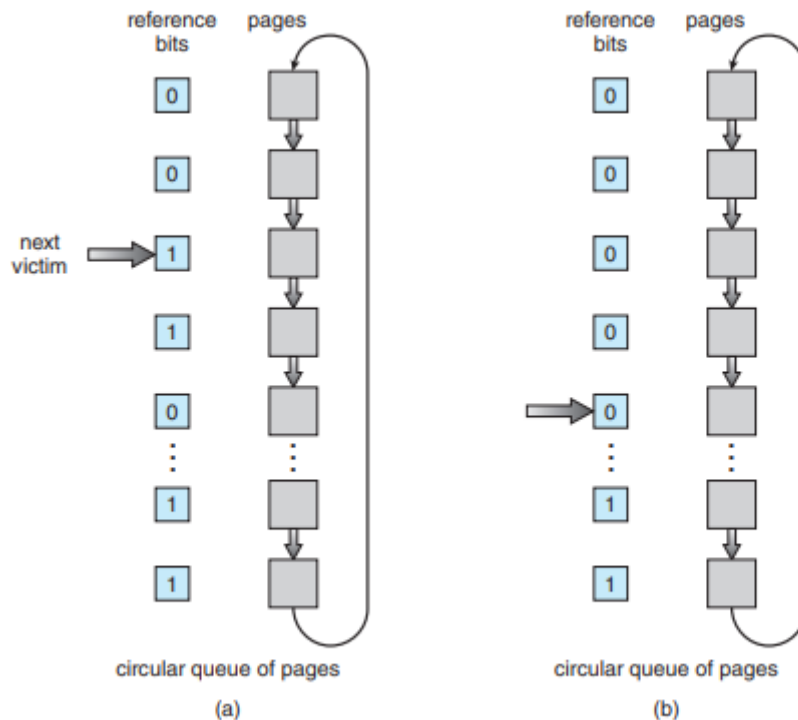 reference pages
bits
0
0
next
victim
1
1
0
1
1
circular queue of pages
(a)
reference pages
bits
0
0
0
0
0
1
1
circular queue of pages
(b)